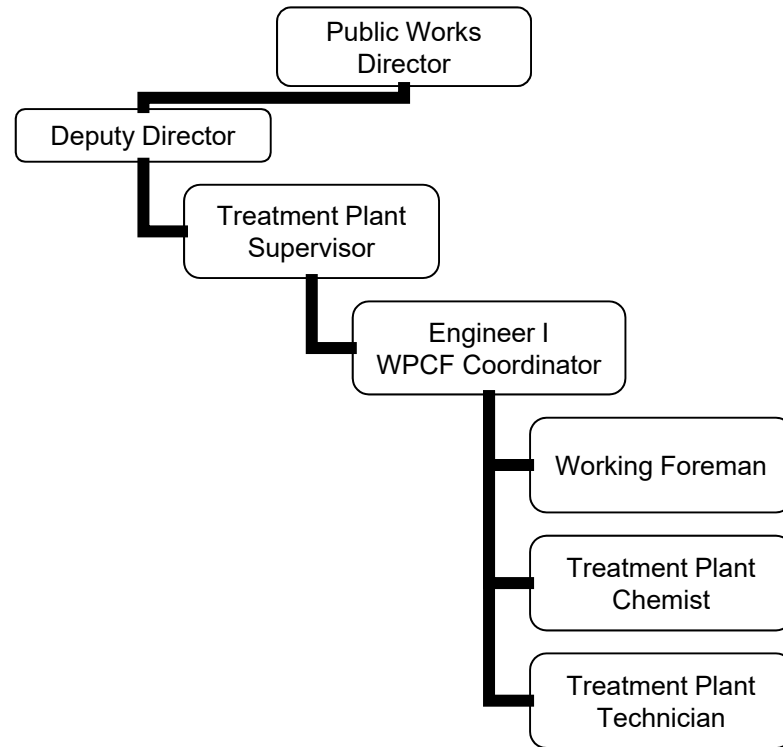 Public Works
Director
Deputy Director
Treatment Plant
Supervisor
Engineer I
WPCF Coordinator
Working Foreman
Treatment Plant
Chemist
Treatment Plant
Technician